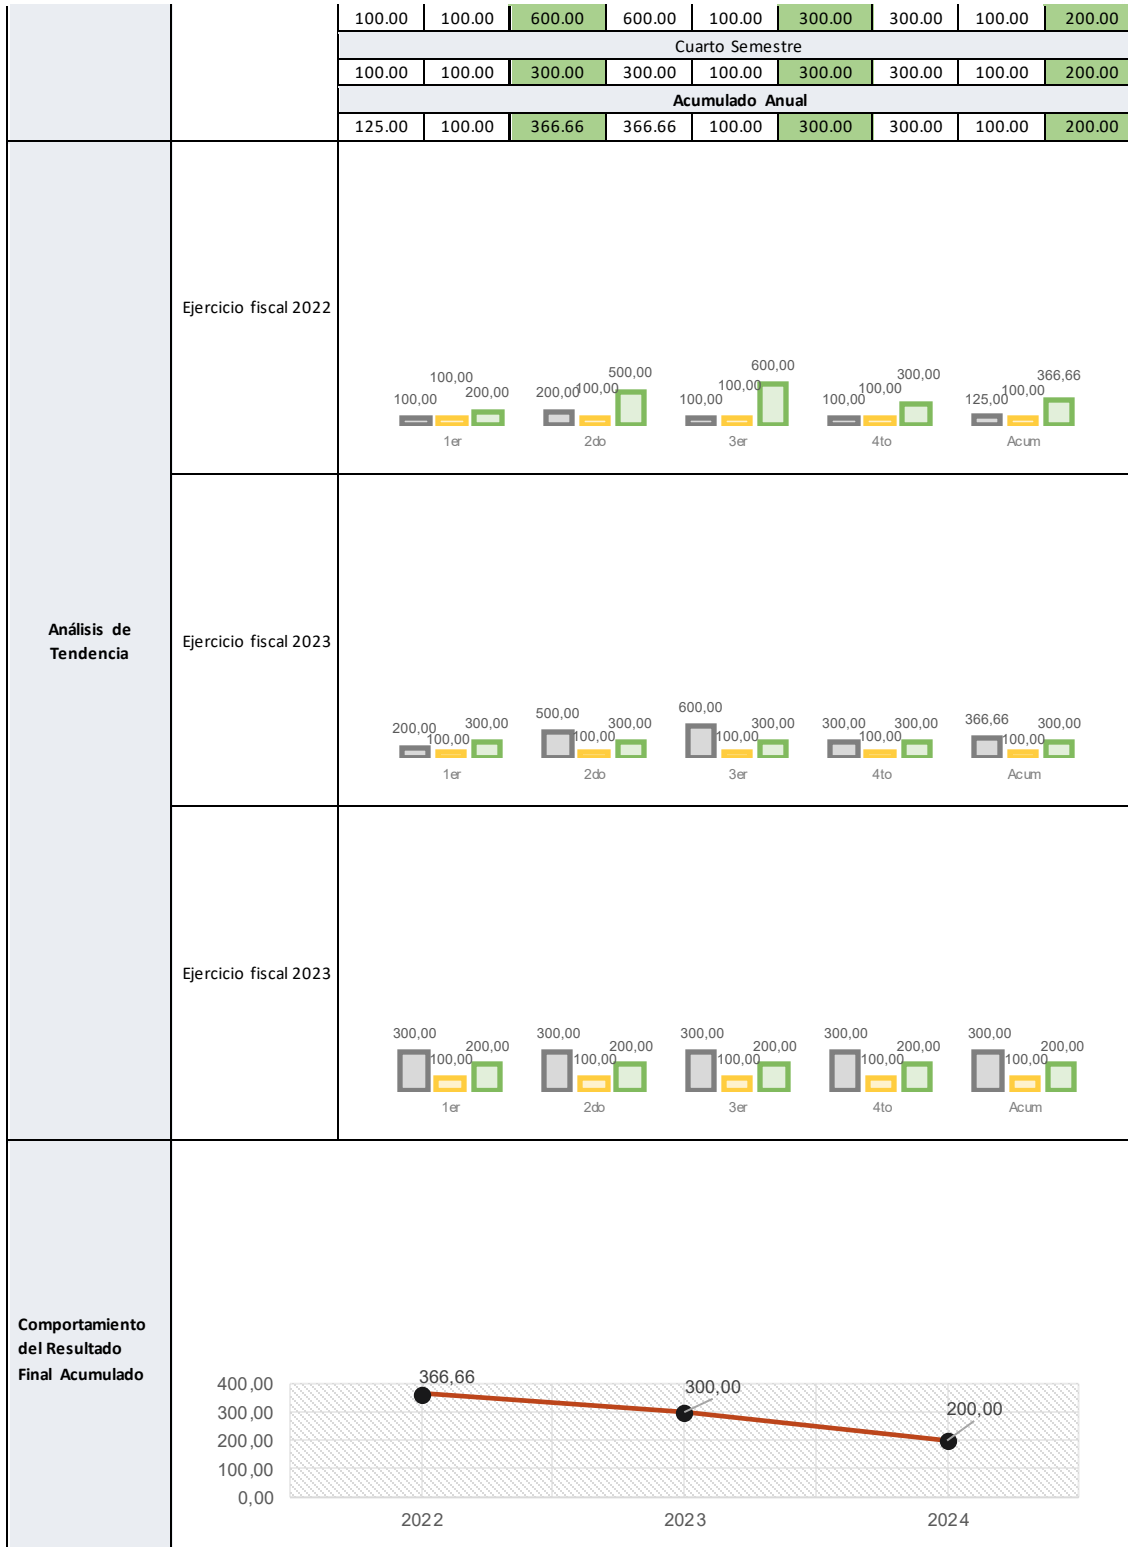 100.00 100.00 600.00 600.00 100.00 300.00 300.00 100.00 200.00
Cuarto Semestre
100.00 100.00 300.00 300.00 100.00 300.00 300.00 100.00 200.00
Acumulado Anual
125.00 100.00 366.66 366.66 100.00 300.00 300.00 100.00 200.00
Análisis de
Tendencia
Ejercicio fiscal 2022
100,00 100,00 200,00 200,00 100,00 500,00 100,00 100,00 600,00 100,00 100,00 300,00 125,00 100,00 366,66
1er 2do 3er 4to Acum
Ejercicio fiscal 2023
200,00 100,00 300,00 500,00 100,00 300,00 600,00 100,00 300,00 300,00 100,00 300,00 366,66 100,00 300,00
1er 2do 3er 4to Acum
Ejercicio fiscal 2023
300,00 100,00 200,00 300,00 100,00 200,00 300,00 100,00 200,00 300,00 100,00 200,00 300,00 100,00 200,00
1er 2do 3er 4to Acum
Comportamiento
del Resultado
Final Acumulado
366,66 300,00 200,00
400,00
300,00
200,00
100,00
0,00
2022 2023 2024